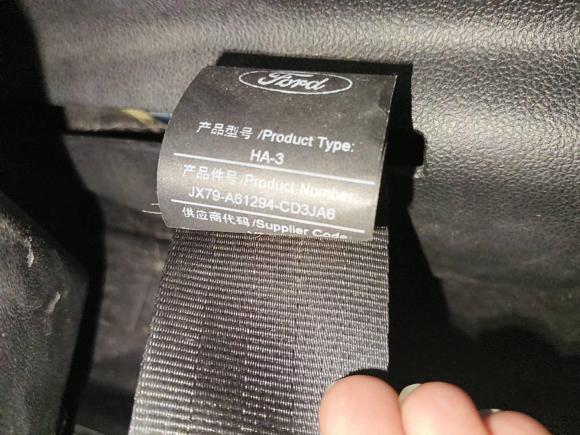 Ford
产品型号 /Product Type:
HA-3
产品件号 /Product Number:
JX79-A61294-CD3JA6
供应商代码 /Supplier Code